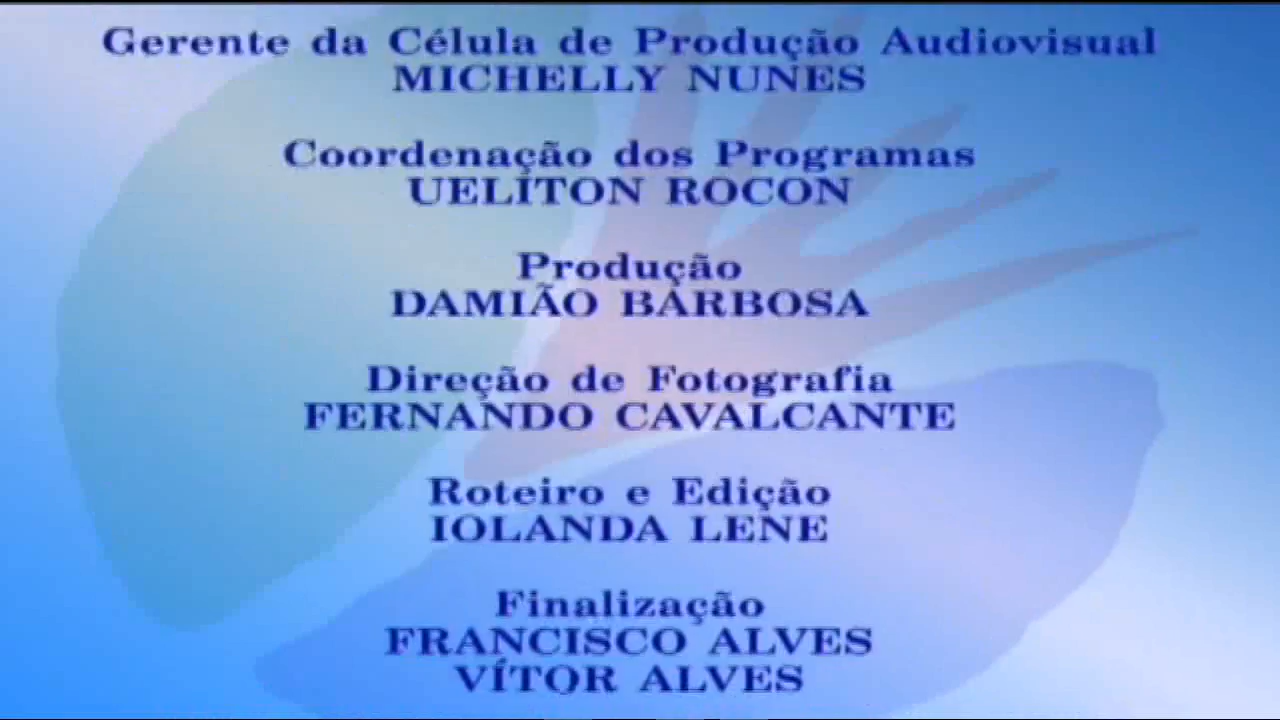 Gerente da Célula de Produção Audiovisual
MICHELLY NUNES
Coordenação dos Programas
UELITON ROCON
Produção
DAMIÃO BARBOSA
Direção de Fotografia
FERNANDO CAVALCANTE
Roteiro e Edição
IOLANDA LENE
Finalização
FRANCISCO ALVES
VÍTOR ALVES